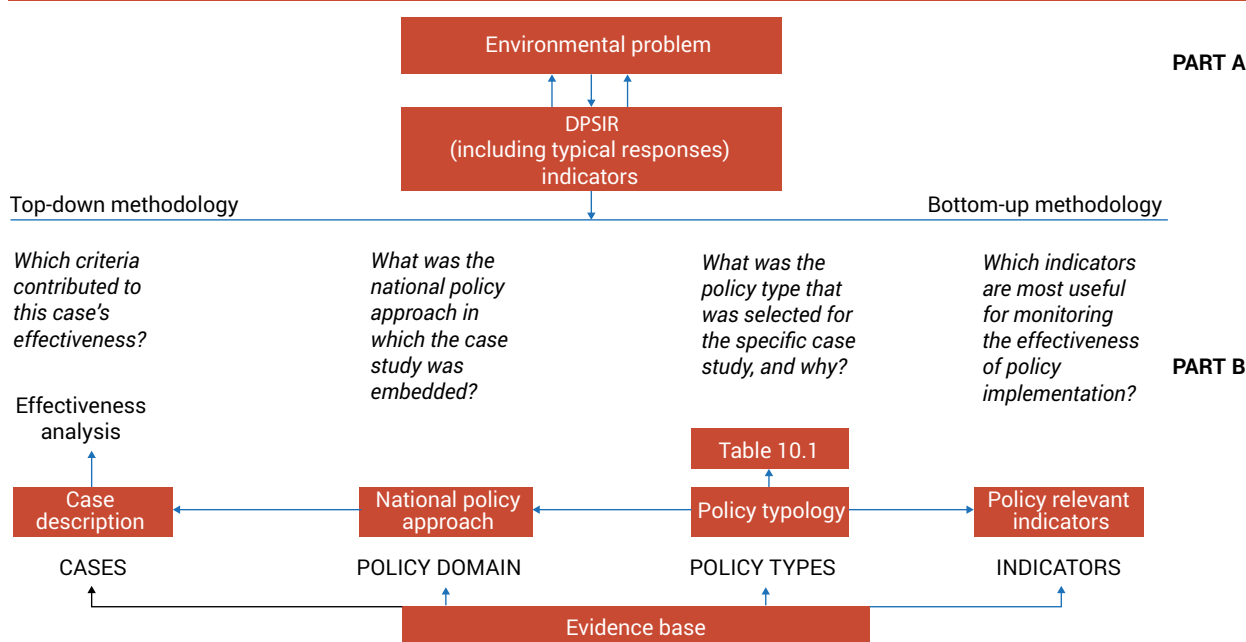 Environmental problem
PART A
DPSIR
(including typical responses)
indicators
Top-down methodology
Bottom-up methodology
Which criteria
contributed to
this case's
effectiveness?
What was the
national policy
approach in
which the case
study was
embedded?
What was the
policy type that
was selected for
the specific case
study, and why?
Which indicators
are most useful
for monitoring
the effectiveness
of policy
implementation?
PART B
Effectiveness
analysis
Table 10.1
Case
description
National policy
approach
Policy typology
Policy relevant
indicators
CASES
POLICY DOMAIN
POLICY TYPES
INDICATORS
Evidence base